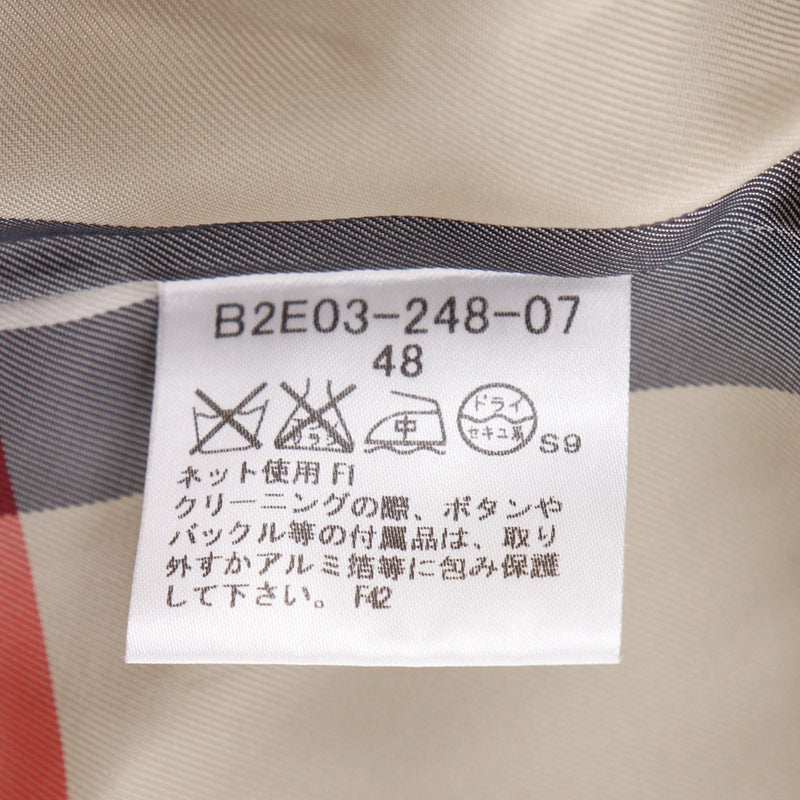 B2E03-248-07
48
中
ドライ
セキユ系
S9
ネット使用 F1
クリーニングの際、ボタンや
バックル等の付属品は、取り
外すかアルミ箔等に包み保護
して下さい。 F42